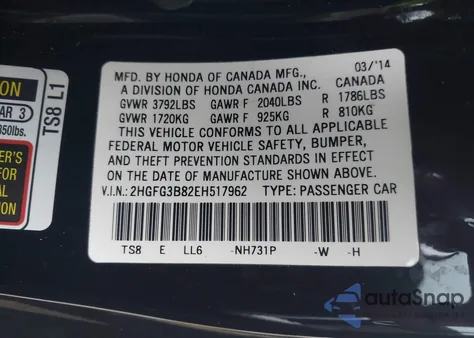 03/'14
MFD. BY HONDA OF CANADA MFG., CANADA
A DIVISION OF HONDA CANADA INC.
GVWR 3792LBS GAWR F 2040LBS R 1786LBS
GVWR 1720KG GAWR F 925KG R 810KG
THIS VEHICLE CONFORMS TO ALL APPLICABLE
FEDERAL MOTOR VEHICLE SAFETY, BUMPER,
AND THEFT PREVENTION STANDARDS IN EFFECT
ON THE DATE OF MANUFACTURE SHOWN ABOVE.
V.I.N.: 2HGFG3B82EH517962 TYPE: PASSENGER CAR
TS8 E LL6 -NH731P -W -H
TS8 L1
AR 3
850lbs.
autoSnap